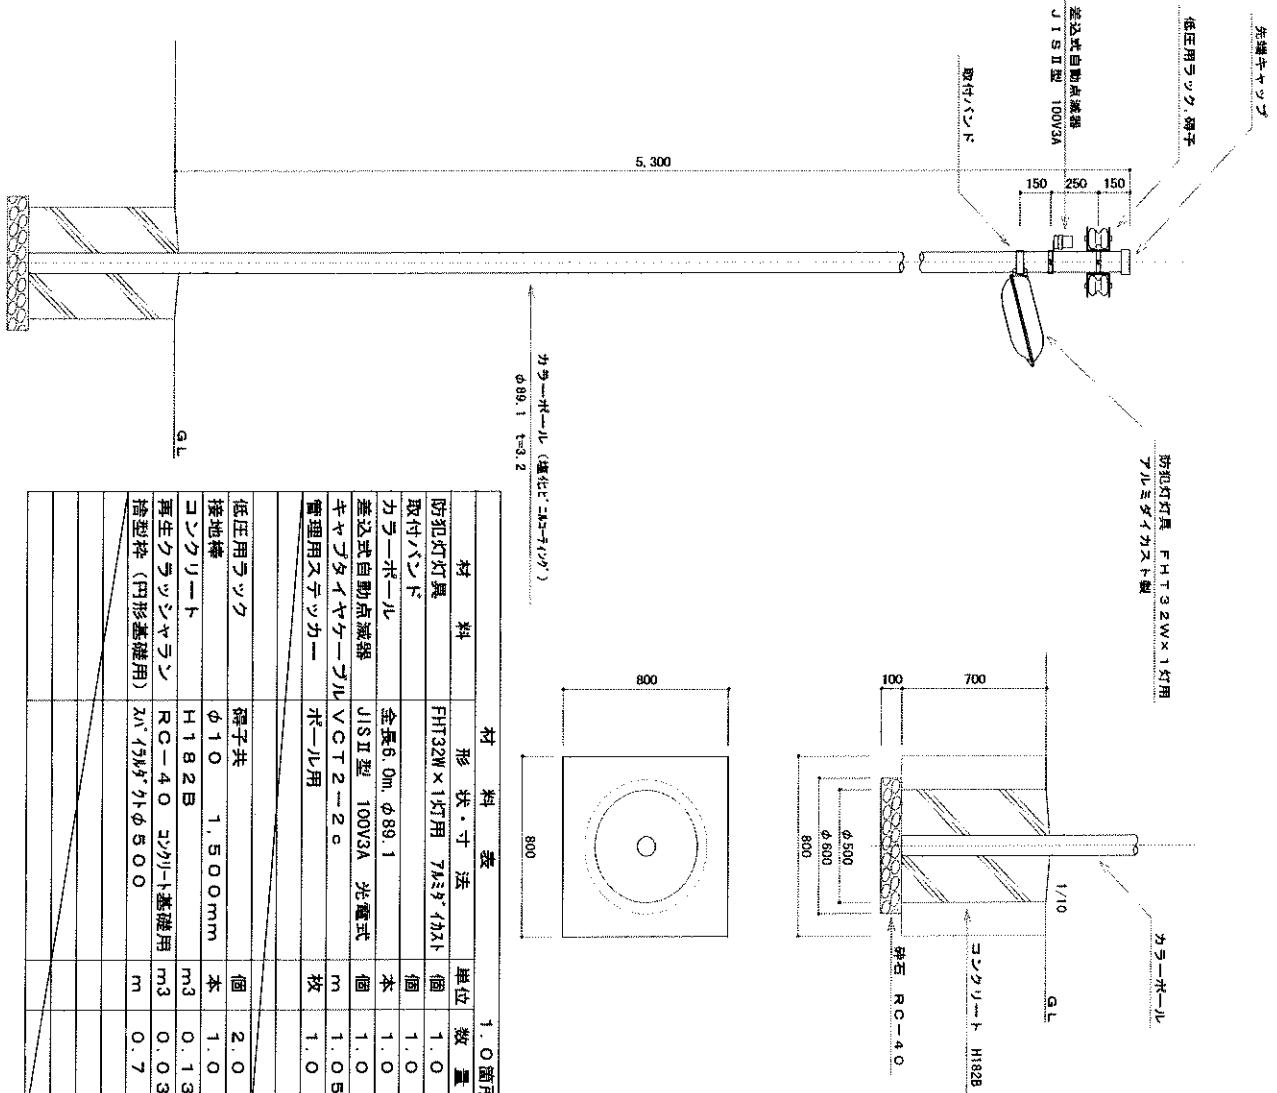 先端キャップ
低圧用ラック,碍子
差込式自動点滅器
JISⅡ型 100V3A
取付バンド
5,300
150
250
150
防犯灯灯具 FHT32W×1灯用
アルミダイカスト製
カラーポール（塩化ビニルコーティング）
φ89.1 t=3.2
GL
カラーポール
GL
1/10
コンクリート H182B
砕石 RC-40
700
100
φ500
φ600
800
800
800
材料表
1.0箇所
材料 形状・寸法 単位 数量
防犯灯灯具 FHT32W×1灯用 アルミダイカスト 個 1.0
取付バンド 個 1.0
カラーポール 全長6.0m,φ89.1 本 1.0
差込式自動点滅器 JISⅡ型 100V3A 光電式 個 1.0
キャブタイヤケーブル VCT2-2c m 1.05
管理用ステッカー ポール用 枚 1.0
低圧用ラック 碍子共 個 2.0
接地棒 φ10 1,500mm 本 1.0
コンクリート H182B m3 0.13
再生クラッシャラン RC-40 コンクリート基礎用 m3 0.03
捨型枠（円形基礎用） スパイラルダクトφ500 m 0.7